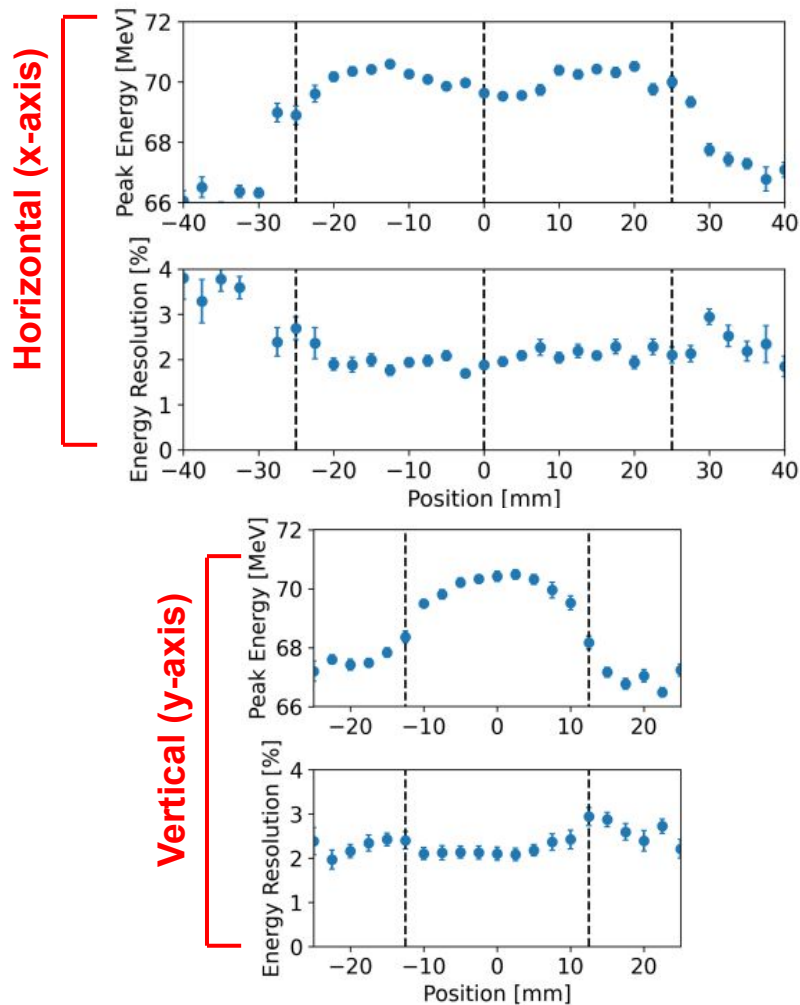 Horizontal (x-axis)
Peak Energy [MeV]
72
70
68
66
−40 −30 −20 −10 0 10 20 30 40
Energy Resolution [%]
4
3
2
1
0
−40 −30 −20 −10 0 10 20 30 40
Position [mm]
Vertical (y-axis)
Peak Energy [MeV]
72
70
68
66
−20 −10 0 10 20
Energy Resolution [%]
4
3
2
1
0
−20 −10 0 10 20
Position [mm]